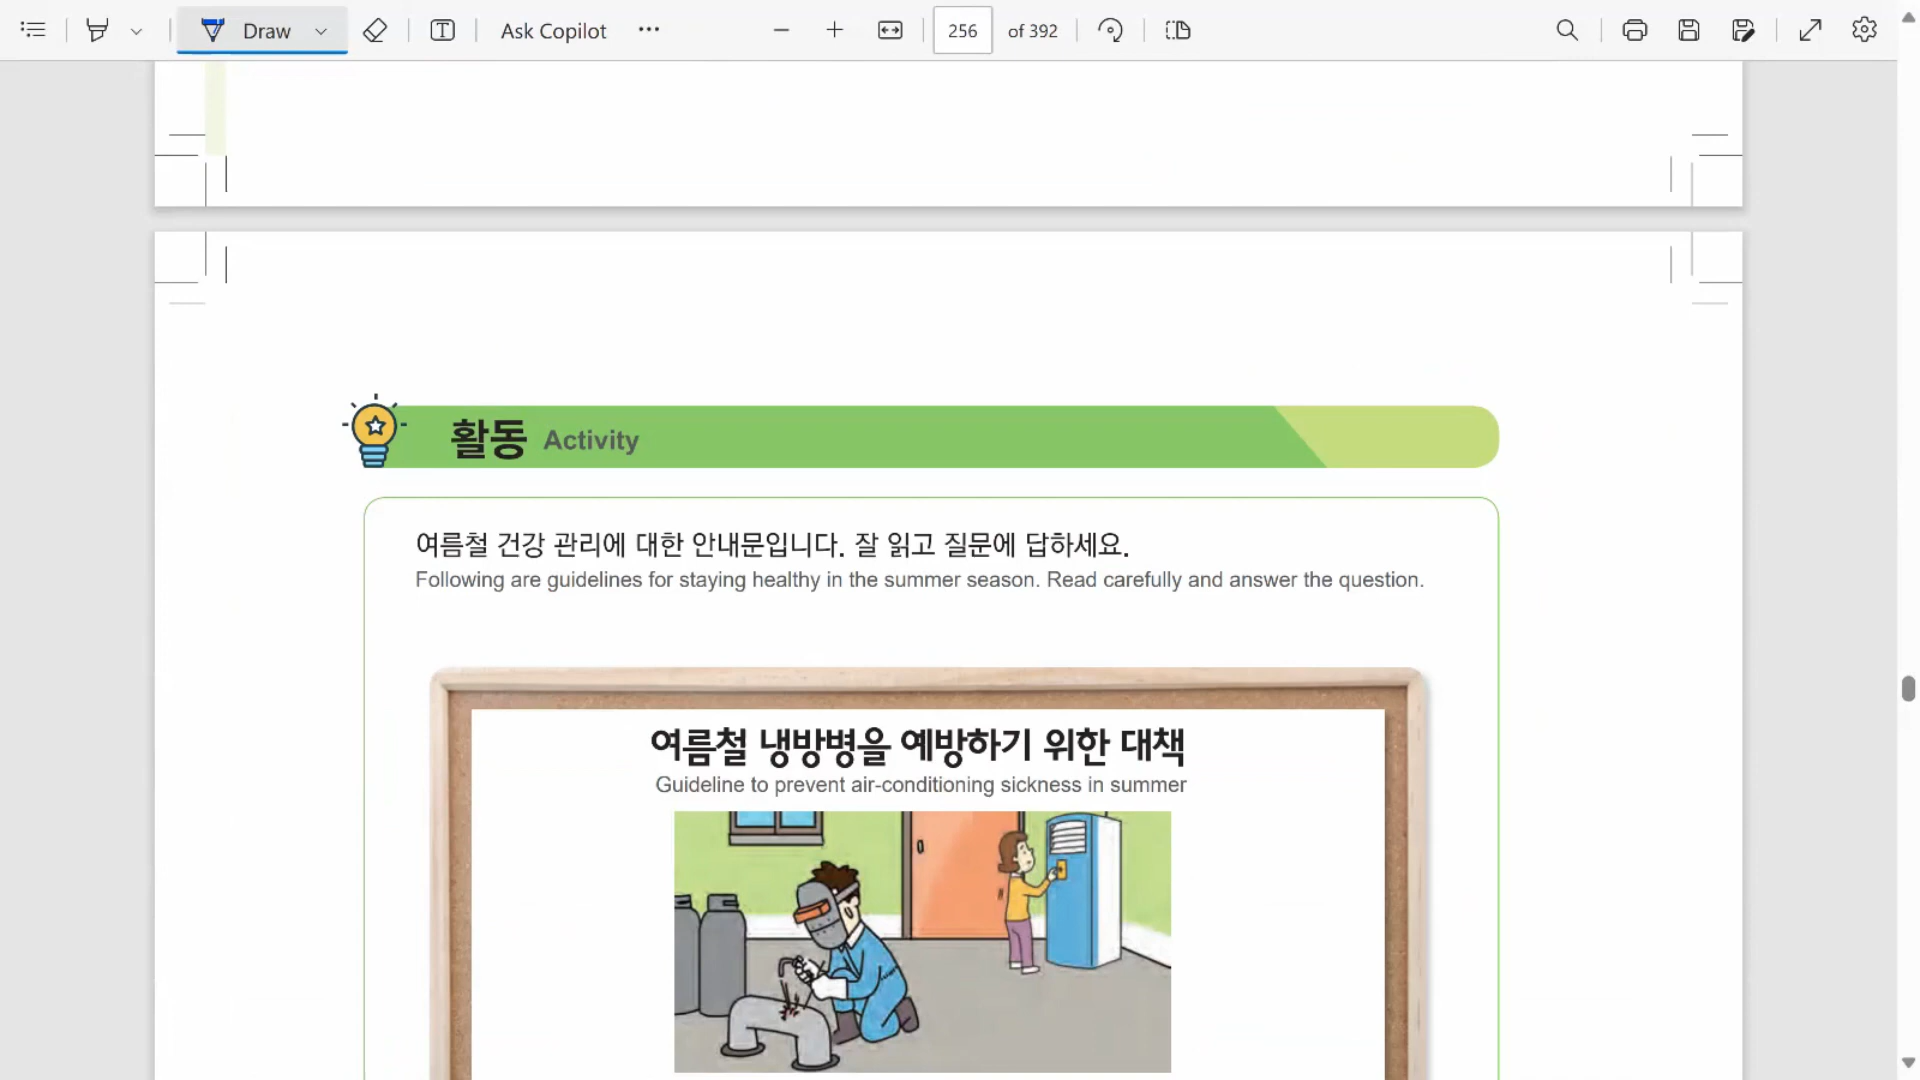 Draw
Ask Copilot
256 of 392
활동 Activity
여름철 건강 관리에 대한 안내문입니다. 잘 읽고 질문에 답하세요.
Following are guidelines for staying healthy in the summer season. Read carefully and answer the question.
여름철 냉방병을 예방하기 위한 대책
Guideline to prevent air-conditioning sickness in summer